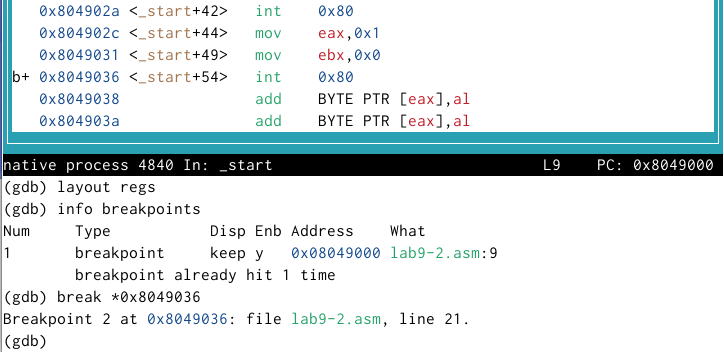 0x804902a <_start+42> int 0x80
0x804902c <_start+44> mov eax,0x1
0x8049031 <_start+49> mov ebx,0x0
b+ 0x8049036 <_start+54> int 0x80
0x8049038 add BYTE PTR [eax],al
0x804903a add BYTE PTR [eax],al
native process 4840 In: _start L9 PC: 0x8049000
(gdb) layout regs
(gdb) info breakpoints
Num Type Disp Enb Address What
1 breakpoint keep y 0x08049000 lab9-2.asm:9
breakpoint already hit 1 time
(gdb) break *0x8049036
Breakpoint 2 at 0x8049036: file lab9-2.asm, line 21.
(gdb)